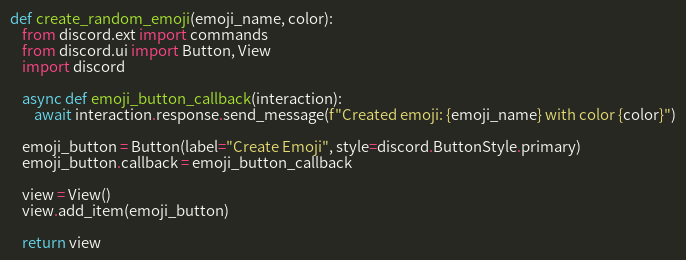 def create_random_emoji(emoji_name, color):
    from discord.ext import commands
    from discord.ui import Button, View
    import discord

    async def emoji_button_callback(interaction):
        await interaction.response.send_message(f"Created emoji: {emoji_name} with color {color}")

    emoji_button = Button(label="Create Emoji", style=discord.ButtonStyle.primary)
    emoji_button.callback = emoji_button_callback

    view = View()
    view.add_item(emoji_button)

    return view